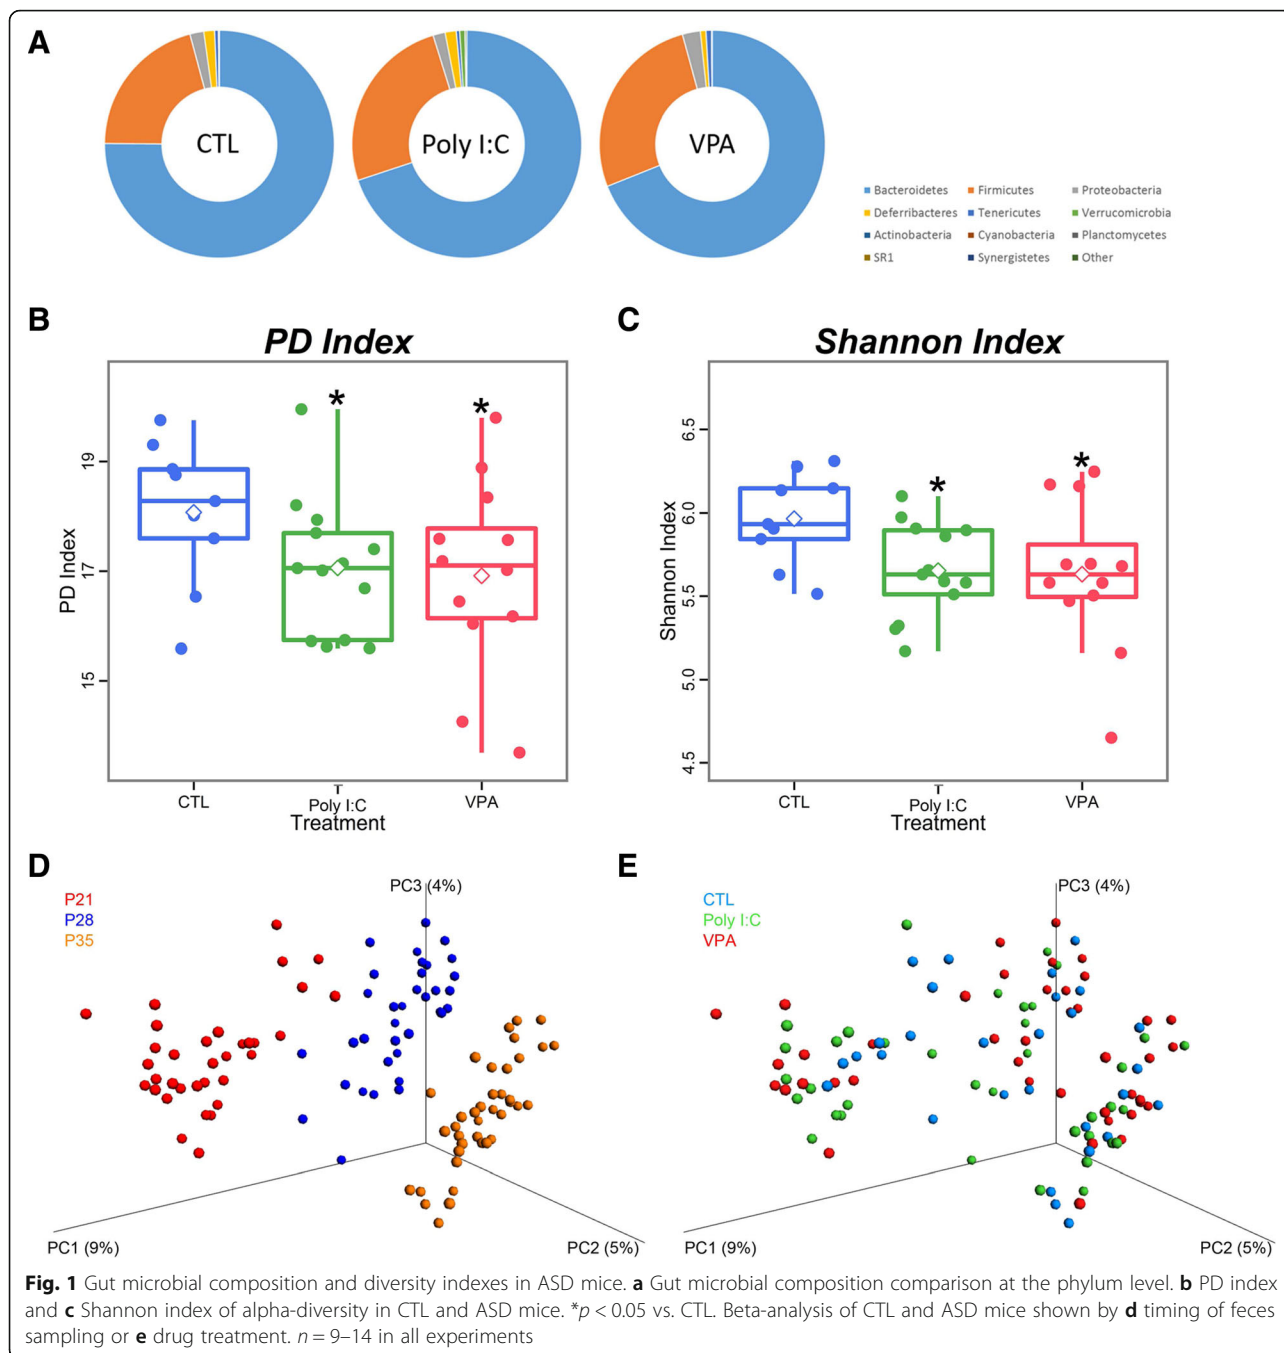 A
CTL
Poly I:C
VPA
Bacteroidetes Firmicutes Proteobacteria
Deferribacteres Tenericutes Verrucomicrobia
Actinobacteria Cyanobacteria Planctomycetes
SR1 Synergistetes Other
B
PD Index
*
*
19
17
15
PD Index
CTL
Poly I:C
VPA
Treatment
C
Shannon Index
*
*
6.5
6.0
5.5
5.0
4.5
Shannon Index
CTL
Poly I:C
VPA
Treatment
D
P21
P28
P35
PC3 (4%)
PC1 (9%)
PC2 (5%)
E
CTL
Poly I:C
VPA
PC3 (4%)
PC1 (9%)
PC2 (5%)
Fig. 1 Gut microbial composition and diversity indexes in ASD mice. a Gut microbial composition comparison at the phylum level. b PD index
and c Shannon index of alpha-diversity in CTL and ASD mice. *p < 0.05 vs. CTL. Beta-analysis of CTL and ASD mice shown by d timing of feces
sampling or e drug treatment. n = 9–14 in all experiments